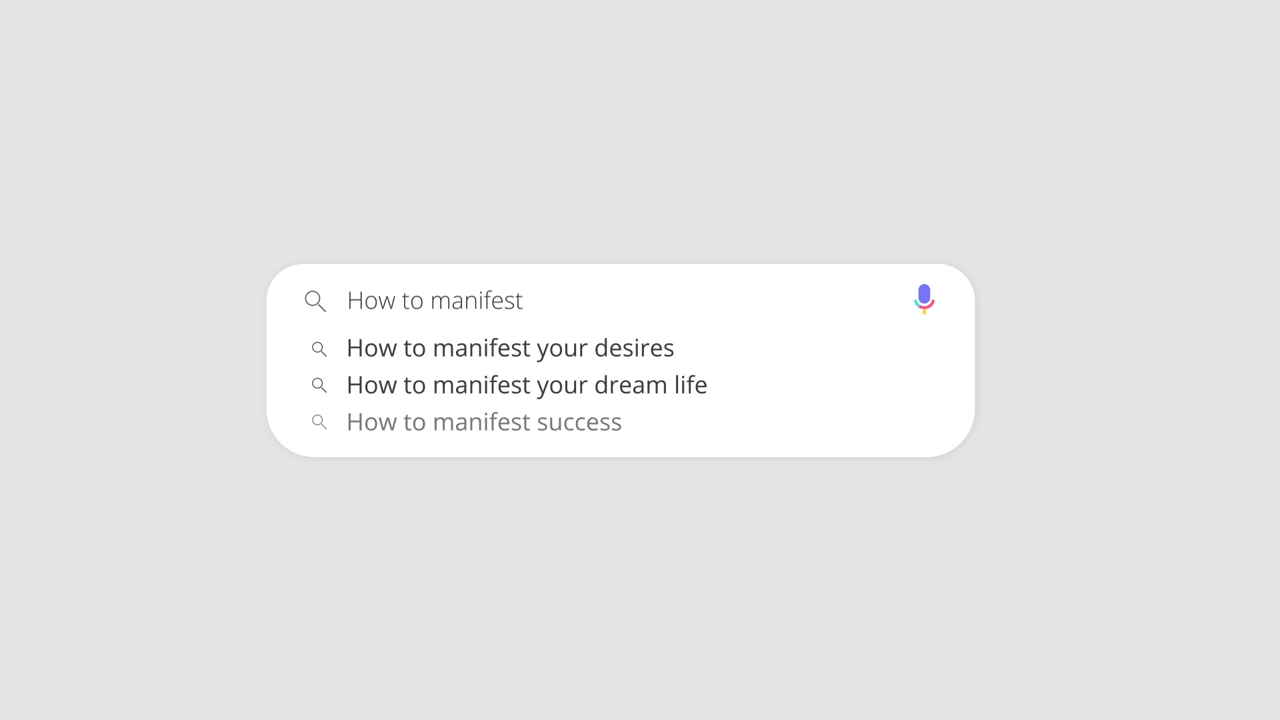 How to manifest
How to manifest your desires
How to manifest your dream life
How to manifest success